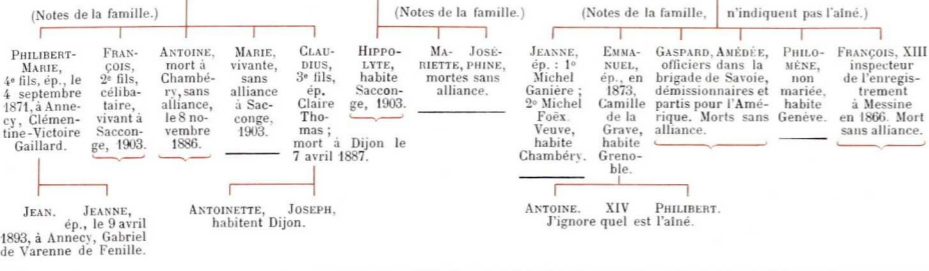 (Notes de la famille.)
(Notes de la famille.)
(Notes de la famille, n'indiquent pas l'aîné.)
PHILIBERT-
MARIE,
4e fils, ép., le
4 septembre
1871, à Anne-
cy, Clémen-
tine-Victoire
Gaillard.
FRAN-
ÇOIS,
2e fils,
céliba-
taire,
vivant à
Saccon-
ge, 1903.
ANTOINE,
mort à
Chambé-
ry, sans
alliance,
le 8 no-
vembre
1886.
MARIE,
vivante,
sans
alliance
à Sac-
conge,
1903.
CLAU-
DIUS,
3e fils,
ép.
Claire
Tho-
mas ;
mort à Dijon le
7 avril 1887.
HIPPO-
LYTE,
habite
Saccon-
ge, 1903.
MA- JOSÉ-
RIETTE, PHINE,
mortes sans
alliance.
JEANNE,
ép. : 1o
Michel
Ganière ;
2o Michel
Foëx.
Veuve,
habite
Chambéry.
EMMA-
NUEL,
ép., en
1873,
Camille
de la
Grave,
habite
Greno-
ble.
GASPARD, AMÉDÉE,
officiers dans la
brigade de Savoie,
démissionnaires et
partis pour l'Amé-
rique. Morts sans
alliance.
PHILO-
MÈNE,
non
mariée,
habite
Genève.
FRANÇOIS, XIII
inspecteur
de l'enregis-
trement
à Messine
en 1866. Mort
sans alliance.
JEAN. JEANNE,
ép., le 9 avril
1893, à Annecy, Gabriel
de Varenne de Fenille.
ANTOINETTE, JOSEPH,
habitent Dijon.
ANTOINE. XIV PHILIBERT.
J'ignore quel est l'aîné.